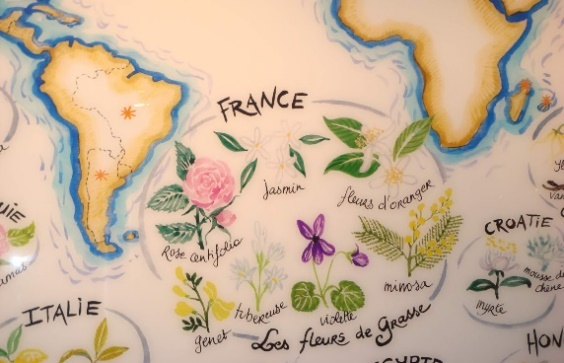 FRANCE
jasmin
fleurs d'oranger
Rose centifolia
tubéreuse
violette
mimosa
genet
Les fleurs de Grasse
CROATIE
myrte
mousse de chêne
ITALIE